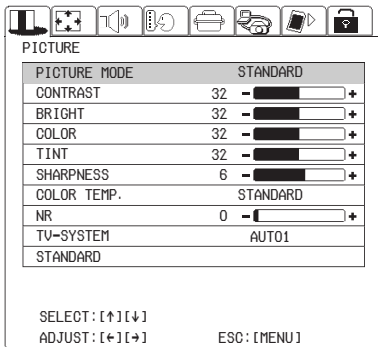 PICTURE
PICTURE MODE STANDARD
CONTRAST 32 - +
BRIGHT 32 - +
COLOR 32 - +
TINT 32 - +
SHARPNESS 6 - +
COLOR TEMP. STANDARD
NR 0 - +
TV-SYSTEM AUTO1
STANDARD
SELECT:[↑][↓]
ADJUST:[←][→] ESC:[MENU]